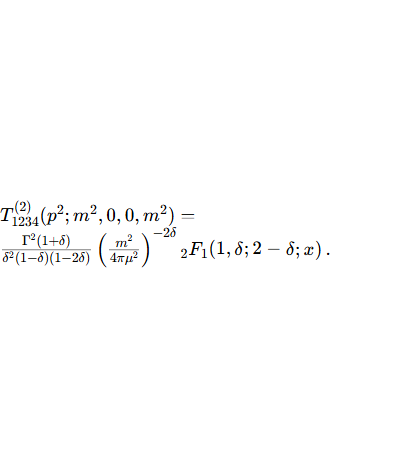 T_{1234}^{(2)}(p^2; m^2, 0, 0, m^2) =
\frac{\Gamma^2(1+\delta)}{\delta^2(1-\delta)(1-2\delta)} \left( \frac{m^2}{4\pi\mu^2} \right)^{-2\delta} {}_2F_1(1, \delta; 2 - \delta; x) .